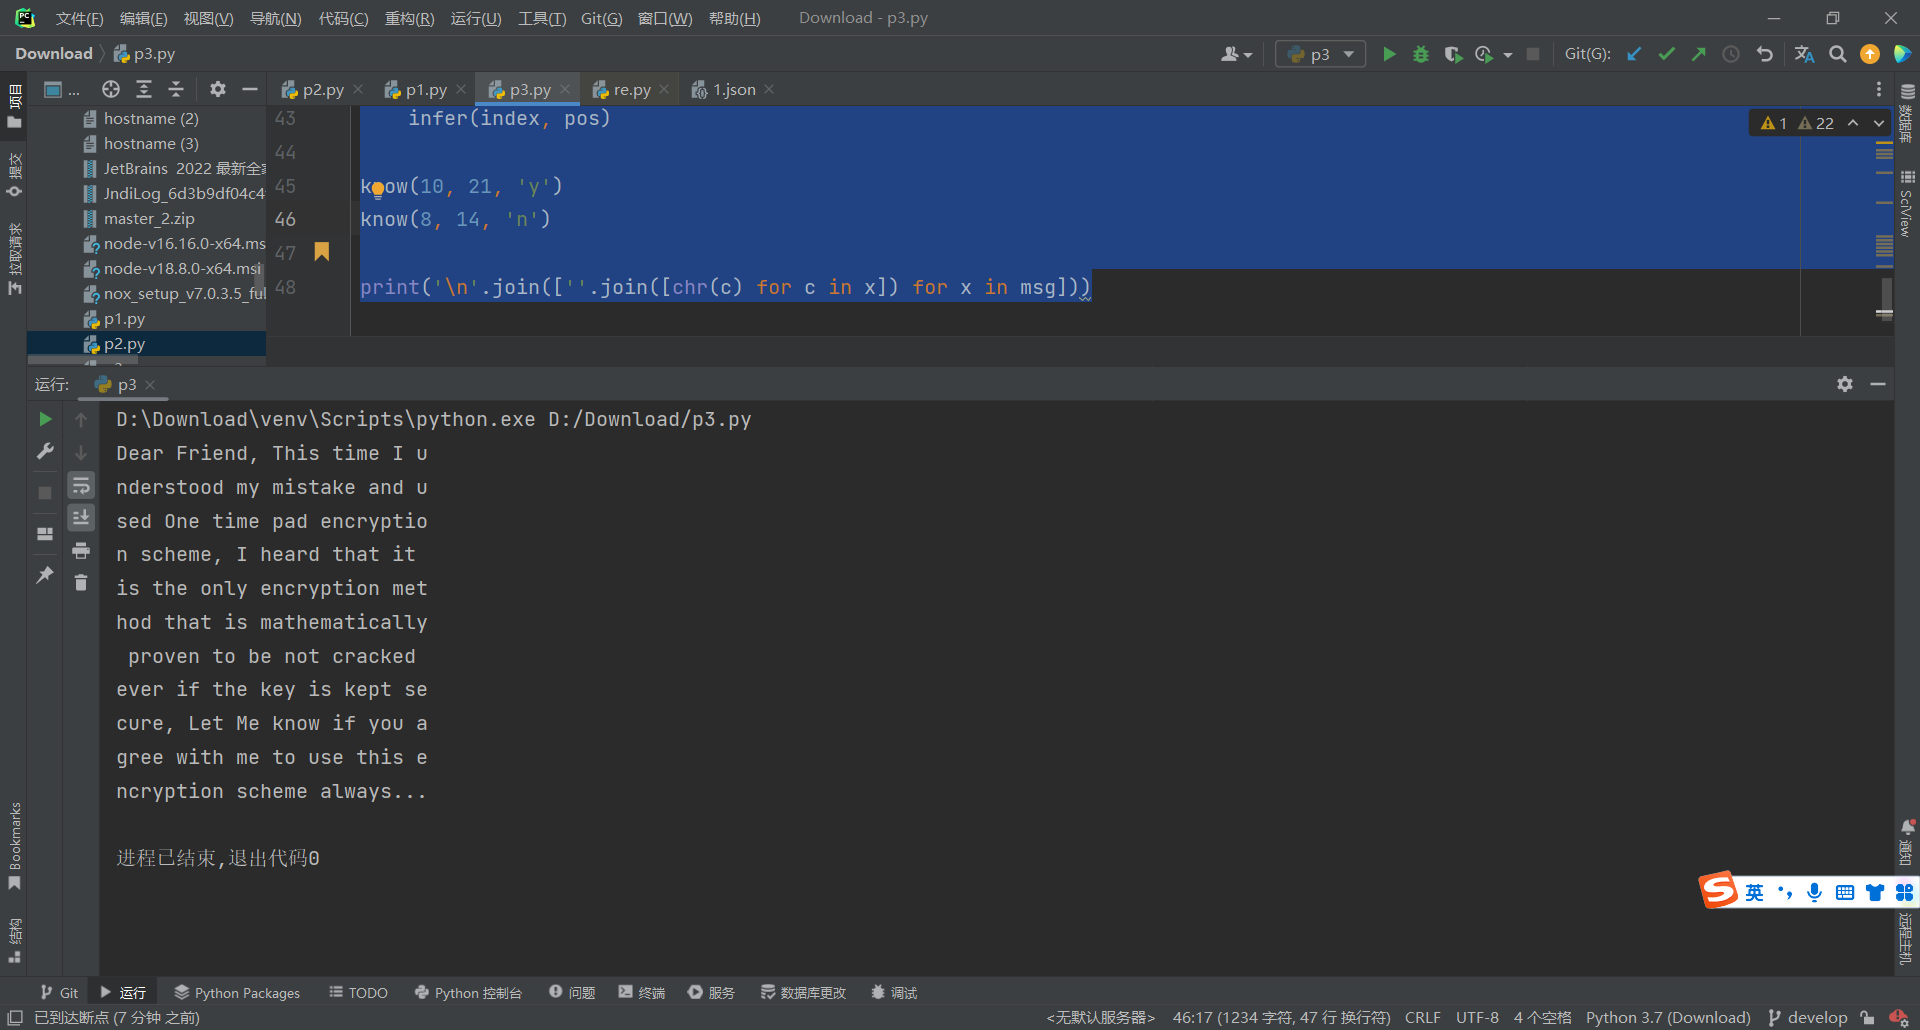 文件(F) 编辑(E) 视图(V) 导航(N) 代码(C) 重构(R) 运行(U) 工具(T) Git(G) 窗口(W) 帮助(H) Download - p3.py
Download p3.py
p3 Git(G):
项目 ... p2.py p1.py p3.py re.py 1.json
hostname (2)
hostname (3)
JetBrains 2022 最新全
JndiLog_6d3b9df04c4
master_2.zip
node-v16.16.0-x64.ms
node-v18.8.0-x64.msi
nox_setup_v7.0.3.5_ful
p1.py
p2.py
43 infer(index, pos)
44
45 know(10, 21, 'y')
46 know(8, 14, 'n')
47
48 print('\n'.join([''.join([chr(c) for c in x]) for x in msg]))
1 22
提交
拉取请求
数据库
SciView
运行: p3
D:\Download\venv\Scripts\python.exe D:/Download/p3.py
Dear Friend, This time I u
nderstood my mistake and u
sed One time pad encryptio
n scheme, I heard that it
is the only encryption met
hod that is mathematically
 proven to be not cracked
ever if the key is kept se
cure, Let Me know if you a
gree with me to use this e
ncryption scheme always...
进程已结束,退出代码0
Bookmarks
结构
通知
英
远程主机
Git 运行 Python Packages TODO Python 控制台 问题 终端 服务 数据库更改 调试
已到达断点 (7 分钟 之前) <无默认服务器> 46:17 (1234 字符, 47 行 换行符) CRLF UTF-8 4 个空格 Python 3.7 (Download) develop